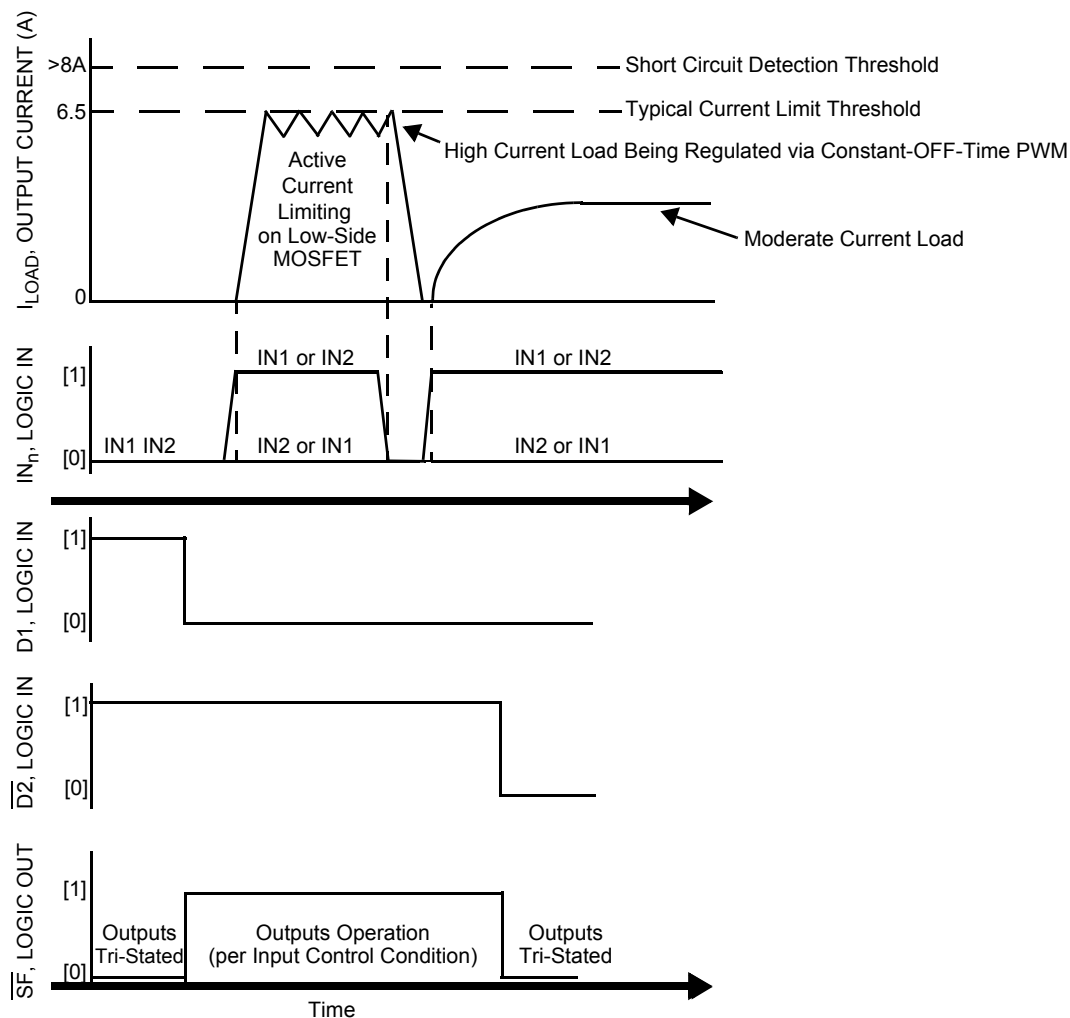 I_LOAD, OUTPUT CURRENT (A)
>8A
Short Circuit Detection Threshold
6.5
Typical Current Limit Threshold
High Current Load Being Regulated via Constant-OFF-Time PWM
Active
Current
Limiting
on Low-Side
MOSFET
Moderate Current Load
0
IN_n, LOGIC IN
[1]
IN1 or IN2
IN1 or IN2
[0]
IN1 IN2
IN2 or IN1
IN2 or IN1
D1, LOGIC IN
[1]
[0]
D2, LOGIC IN
[1]
[0]
SF, LOGIC OUT
[1]
[0]
Outputs
Tri-Stated
Outputs Operation
(per Input Control Condition)
Outputs
Tri-Stated
Time